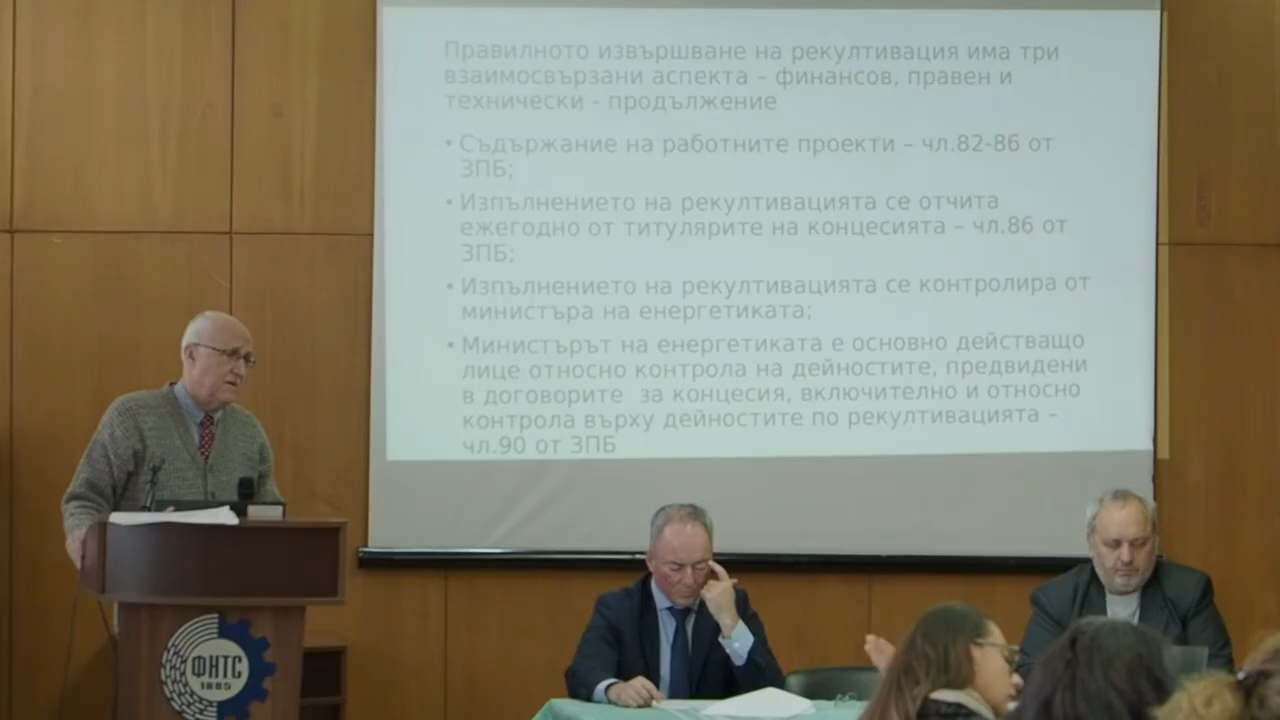 Правилното извършване на рекултивация има три
взаимосвързани аспекта – финансов, правен и
технически - продължение
• Съдържание на работните проекти – чл.82-86 от
ЗПБ;
• Изпълнението на рекултивацията се отчита
ежегодно от титулярите на концесията – чл.86 от
ЗПБ;
• Изпълнението на рекултивацията се контролира от
министъра на енергетиката;
• Министърът на енергетиката е основно действащо
лице относно контрола на дейностите, предвидени
в договорите за концесия, включително и относно
контрола върху дейностите по рекултивацията –
чл.90 от ЗПБ
ФНТС
1885